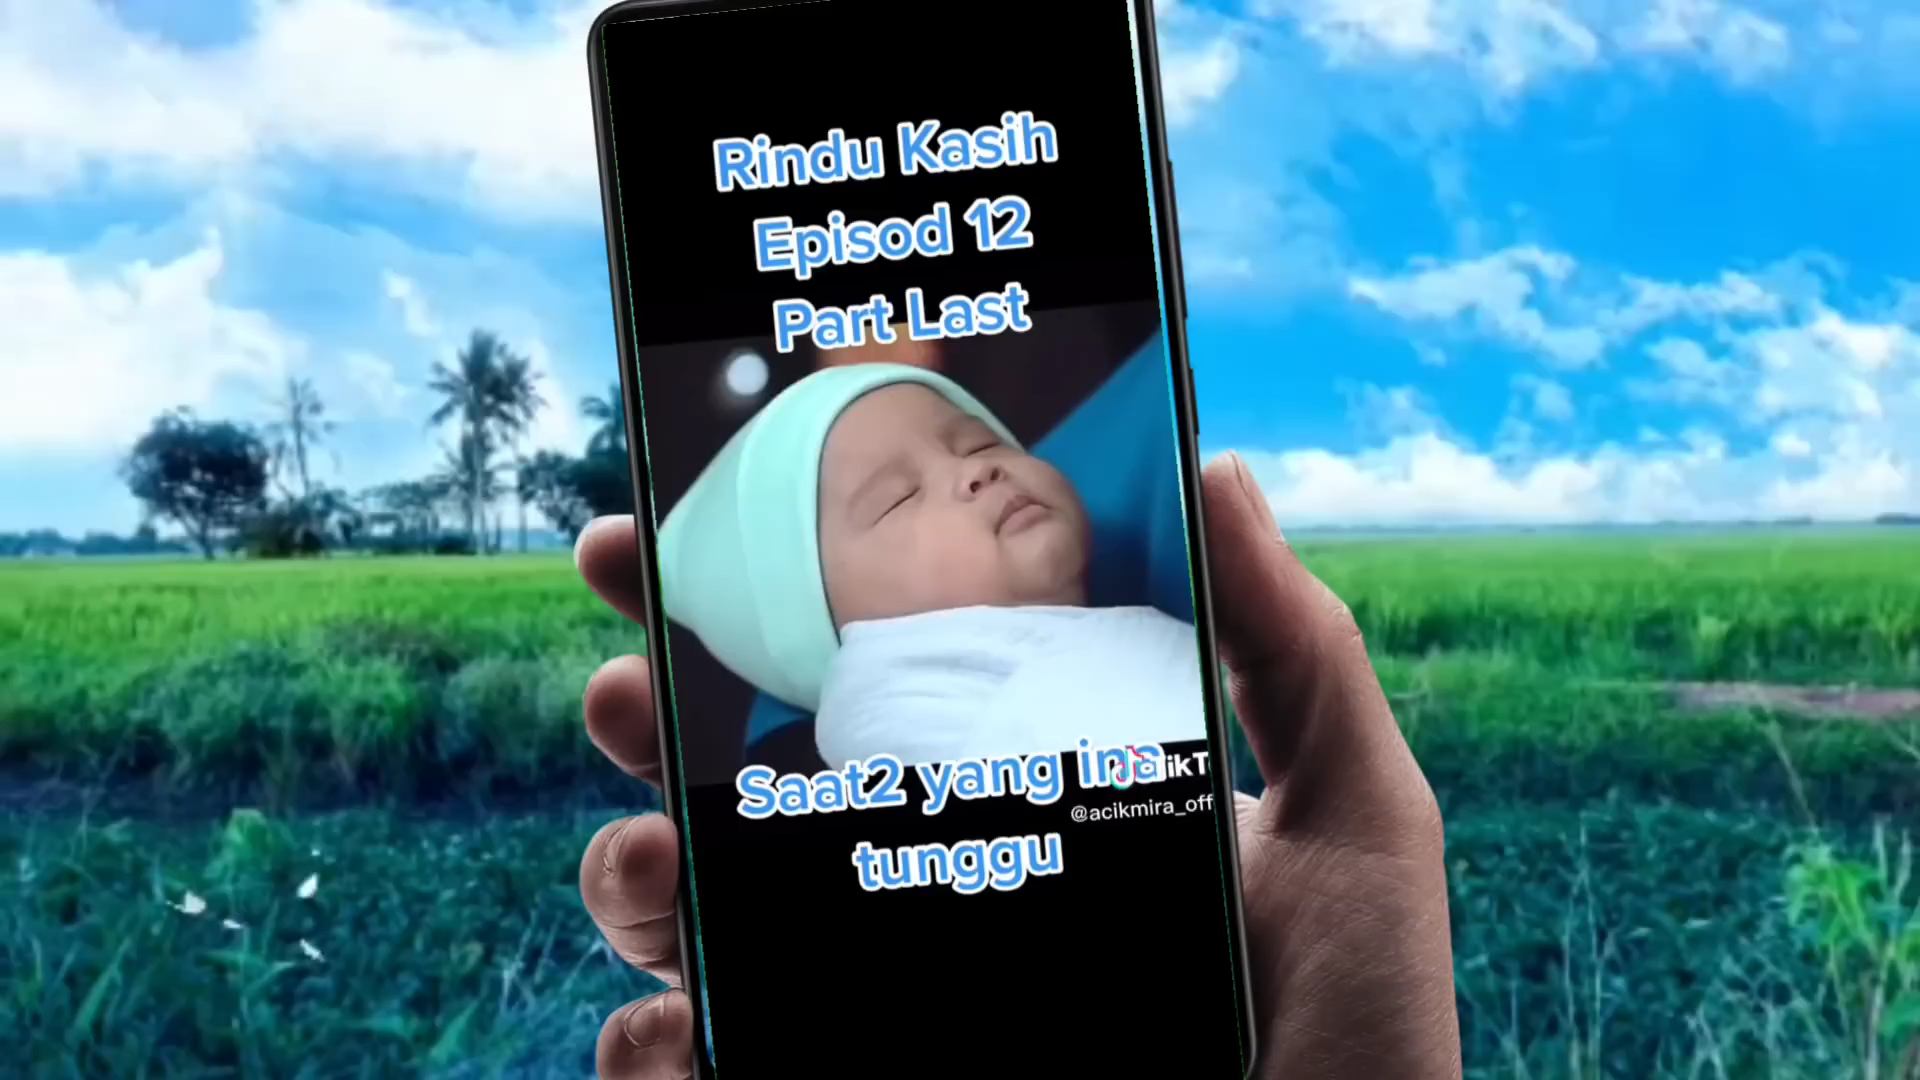 Rindu Kasih
Episod 12
Part Last
Saat2 yang ina
tunggu
@acikmira_off